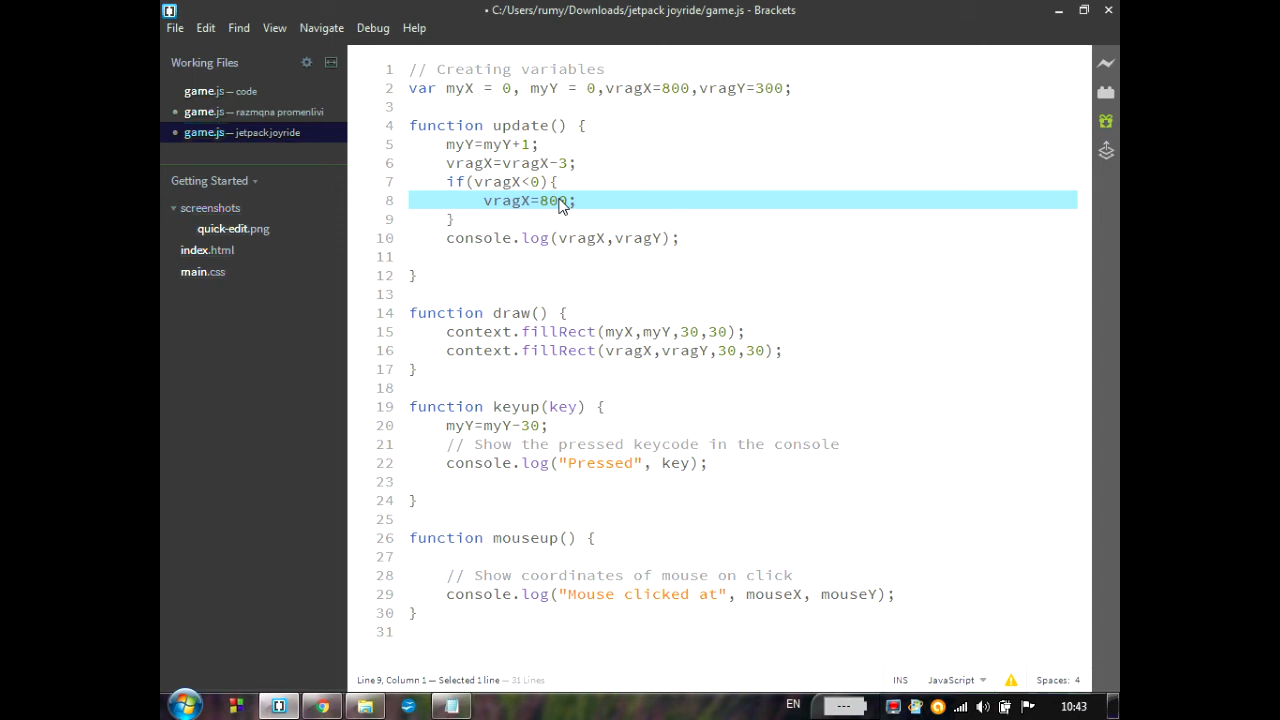 • C:/Users/rumy/Downloads/jetpack joyride/game.js - Brackets
File Edit Find View Navigate Debug Help
Working Files
game.js — code
game.js — razmqna promenlivi
game.js — jetpack joyride
Getting Started
screenshots
quick-edit.png
index.html
main.css
1 // Creating variables
2 var myX = 0, myY = 0,vragX=800,vragY=300;
3
4 function update() {
5 myY=myY+1;
6 vragX=vragX-3;
7 if(vragX<0){
8 vragX=800;
9 }
10 console.log(vragX,vragY);
11
12 }
13
14 function draw() {
15 context.fillRect(myX,myY,30,30);
16 context.fillRect(vragX,vragY,30,30);
17 }
18
19 function keyup(key) {
20 myY=myY-30;
21 // Show the pressed keycode in the console
22 console.log("Pressed", key);
23
24 }
25
26 function mouseup() {
27
28 // Show coordinates of mouse on click
29 console.log("Mouse clicked at", mouseX, mouseY);
30 }
31
Line 9, Column 1 — Selected 1 line — 31 Lines
INS JavaScript Spaces: 4
EN --- 10:43